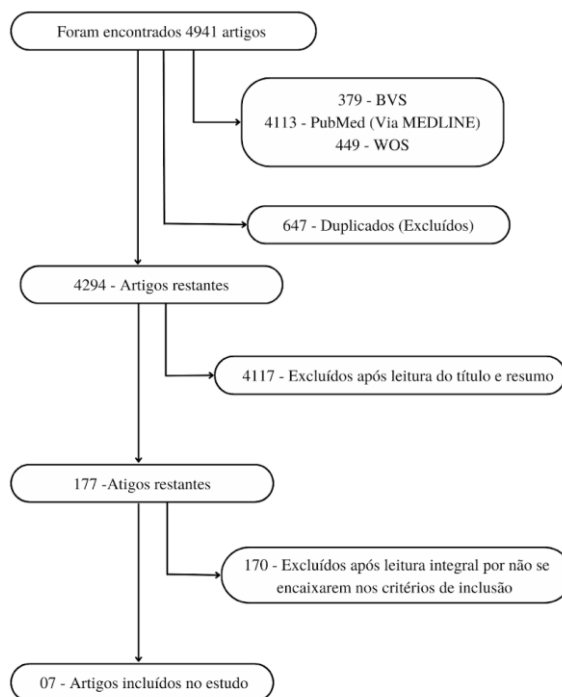 Foram encontrados 4941 artigos
379 - BVS
4113 - PubMed (Via MEDLINE)
449 - WOS
647 - Duplicados (Excluídos)
4294 - Artigos restantes
4117 - Excluídos após leitura do título e resumo
177 -Atigos restantes
170 - Excluídos após leitura integral por não se
encaixarem nos critérios de inclusão
07 - Artigos incluídos no estudo